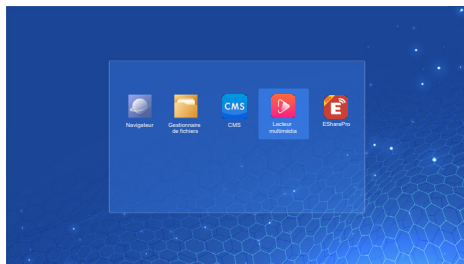 CMS
E
Navigateur
Gestionnaire
de fichiers
CMS
Lecteur
multimédia
ESharePro